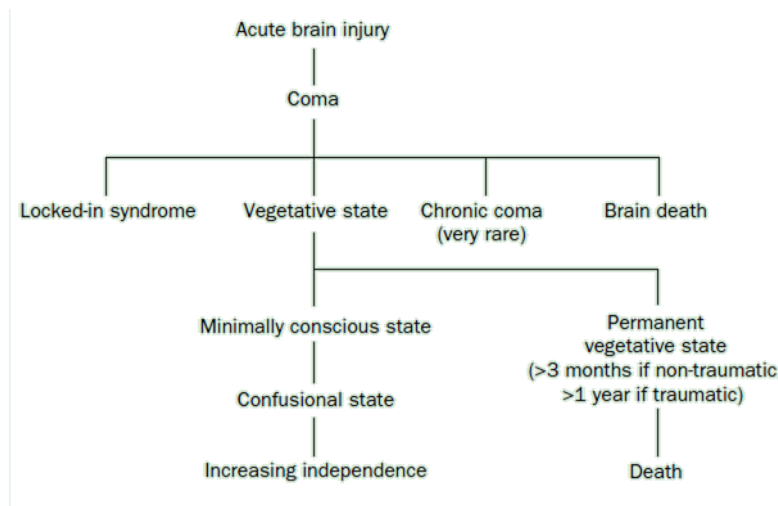 Acute brain injury
Coma
Locked-in syndrome
Vegetative state
Chronic coma
(very rare)
Brain death
Minimally conscious state
Permanent
vegetative state
(>3 months if non-traumatic
>1 year if traumatic)
Confusional state
Increasing independence
Death